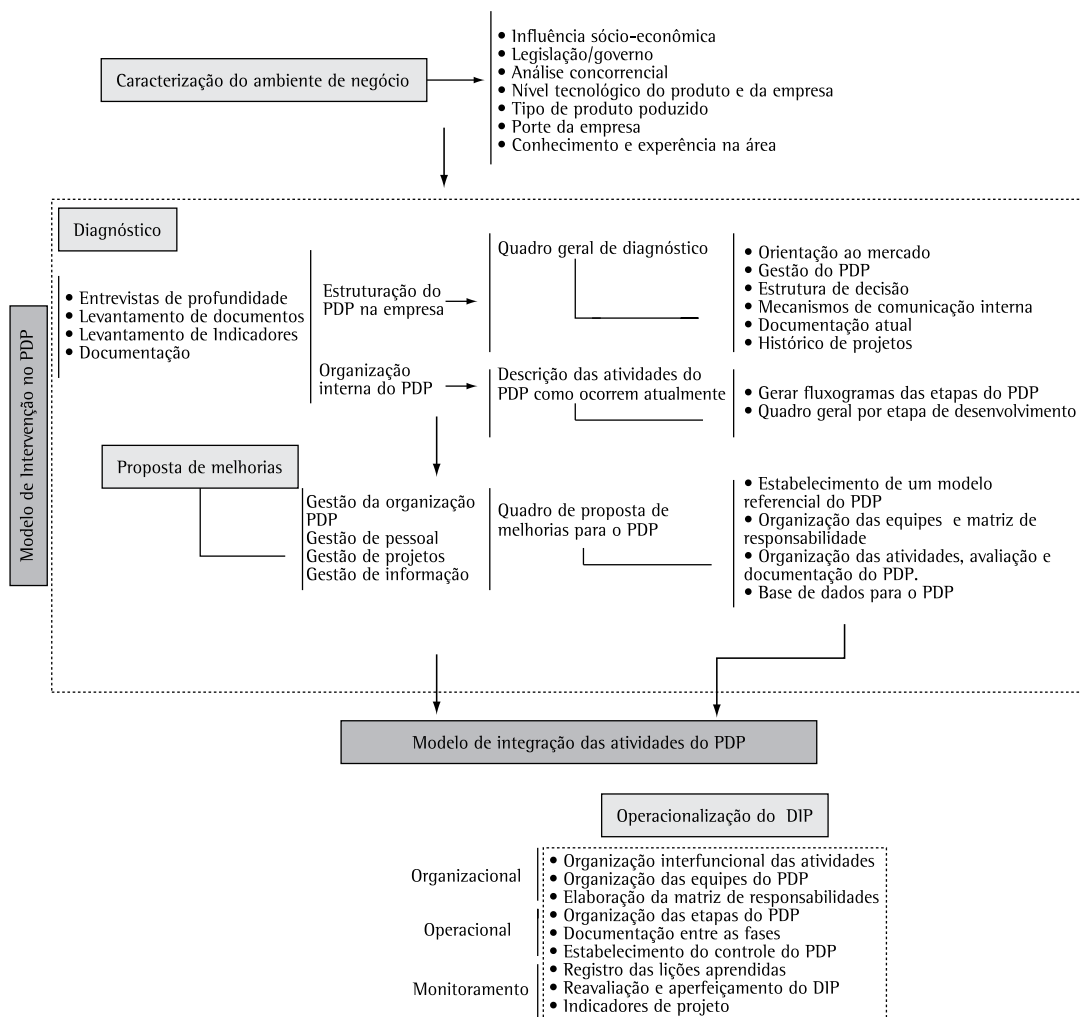 Caracterização do ambiente de negócio
• Influência sócio-econômica
• Legislação/governo
• Análise concorrencial
• Nível tecnológico do produto e da empresa
• Tipo de produto poduzido
• Porte da empresa
• Conhecimento e experência na área
Modelo de Intervenção no PDP
Diagnóstico
• Entrevistas de profundidade
• Levantamento de documentos
• Levantamento de Indicadores
• Documentação
Estruturação do
PDP na empresa
Quadro geral de diagnóstico
• Orientação ao mercado
• Gestão do PDP
• Estrutura de decisão
• Mecanismos de comunicação interna
• Documentação atual
• Histórico de projetos
Organização
interna do PDP
Descrição das atividades do
PDP como ocorrem atualmente
• Gerar fluxogramas das etapas do PDP
• Quadro geral por etapa de desenvolvimento
Proposta de melhorias
Gestão da organização
PDP
Gestão de pessoal
Gestão de projetos
Gestão de informação
Quadro de proposta de
melhorias para o PDP
• Estabelecimento de um modelo
referencial do PDP
• Organização das equipes e matriz de
responsabilidade
• Organização das atividades, avaliação e
documentação do PDP.
• Base de dados para o PDP
Modelo de integração das atividades do PDP
Operacionalização do DIP
Organizacional
• Organização interfuncional das atividades
• Organização das equipes do PDP
• Elaboração da matriz de responsabilidades
Operacional
• Organização das etapas do PDP
• Documentação entre as fases
• Estabelecimento do controle do PDP
Monitoramento
• Registro das lições aprendidas
• Reavaliação e aperfeiçamento do DIP
• Indicadores de projeto